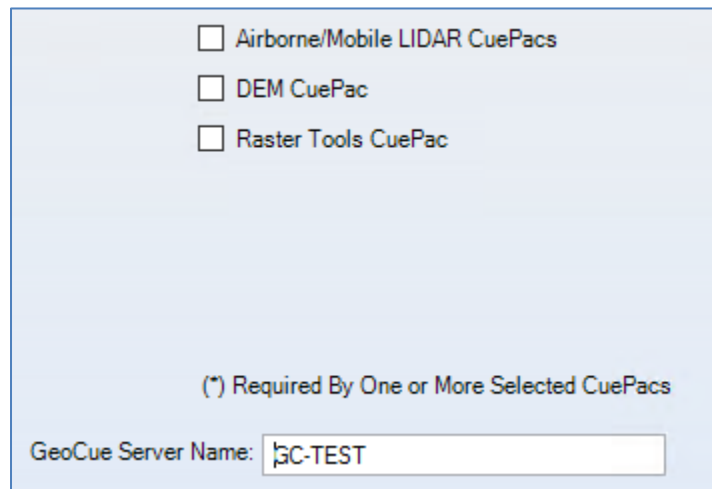 Airborne/Mobile LIDAR CuePacs
DEM CuePac
Raster Tools CuePac
(*) Required By One or More Selected CuePacs
GeoCue Server Name: GC-TEST